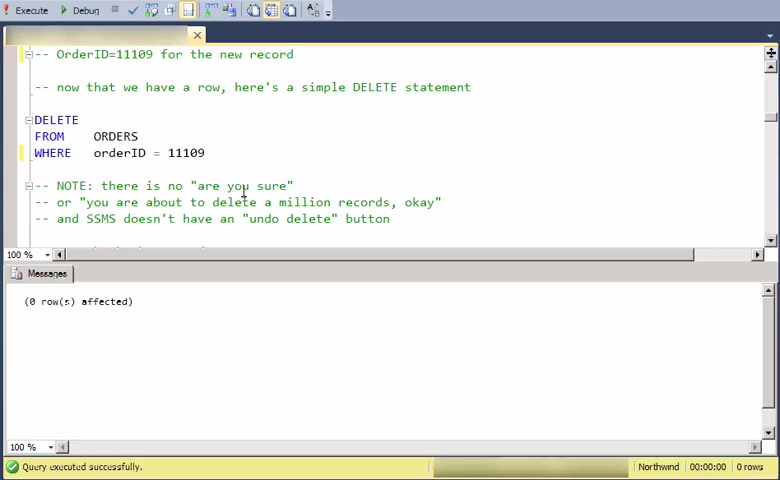 Execute Debug
-- OrderID=11109 for the new record
-- now that we have a row, here's a simple DELETE statement
DELETE
FROM ORDERS
WHERE orderID = 11109
-- NOTE: there is no "are you sure"
-- or "you are about to delete a million records, okay"
-- and SSMS doesn't have an "undo delete" button
100 %
Messages
(0 row(s) affected)
100 %
Query executed successfully. Northwind 00:00:00 0 rows